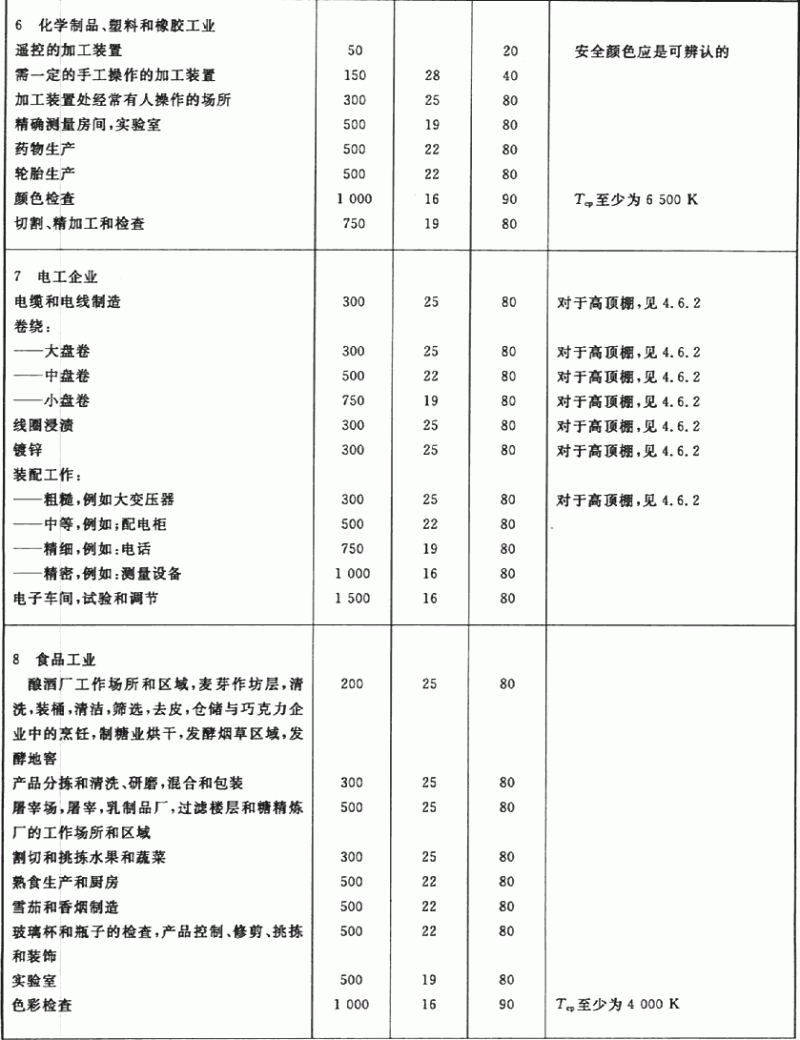 6 化学制品、塑料和橡胶工业
遥控的加工装置 50 20 安全颜色应是可辨认的
需一定的手工操作的加工装置 150 28 40
加工装置处经常有人操作的场所 300 25 80
精确测量房间,实验室 500 19 80
药物生产 500 22 80
轮胎生产 500 22 80
颜色检查 1 000 16 90 Tcp至少为 6 500 K
切割、精加工和检查 750 19 80
7 电工企业
电缆和电线制造 300 25 80 对于高顶棚,见 4.6.2
卷绕:
——大盘卷 300 25 80 对于高顶棚,见 4.6.2
——中盘卷 500 22 80 对于高顶棚,见 4.6.2
——小盘卷 750 19 80 对于高顶棚,见 4.6.2
线圈浸渍 300 25 80 对于高顶棚,见 4.6.2
镀锌 300 25 80 对于高顶棚,见 4.6.2
装配工作:
——粗糙,例如大变压器 300 25 80 对于高顶棚,见 4.6.2
——中等,例如;配电柜 500 22 80
——精细,例如:电话 750 19 80
——精密,例如:测量设备 1 000 16 80
电子车间,试验和调节 1 500 16 80
8 食品工业
酿酒厂工作场所和区域,麦芽作坊层,清 200 25 80
洗,装桶,清洁,筛选,去皮,仓储与巧克力企
业中的烹饪,制糖业烘干,发酵烟草区域,发
酵地窖
产品分拣和清洗、研磨,混合和包装 300 25 80
屠宰场,屠宰,乳制品厂,过滤楼层和糖精炼 500 25 80
厂的工作场所和区域
割切和挑拣水果和蔬菜 300 25 80
熟食生产和厨房 500 22 80
雪茄和香烟制造 500 22 80
玻璃杯和瓶子的检查,产品控制、修剪、挑拣 500 22 80
和装饰
实验室 500 19 80
色彩检查 1 000 16 90 Tcp至少为 4 000 K